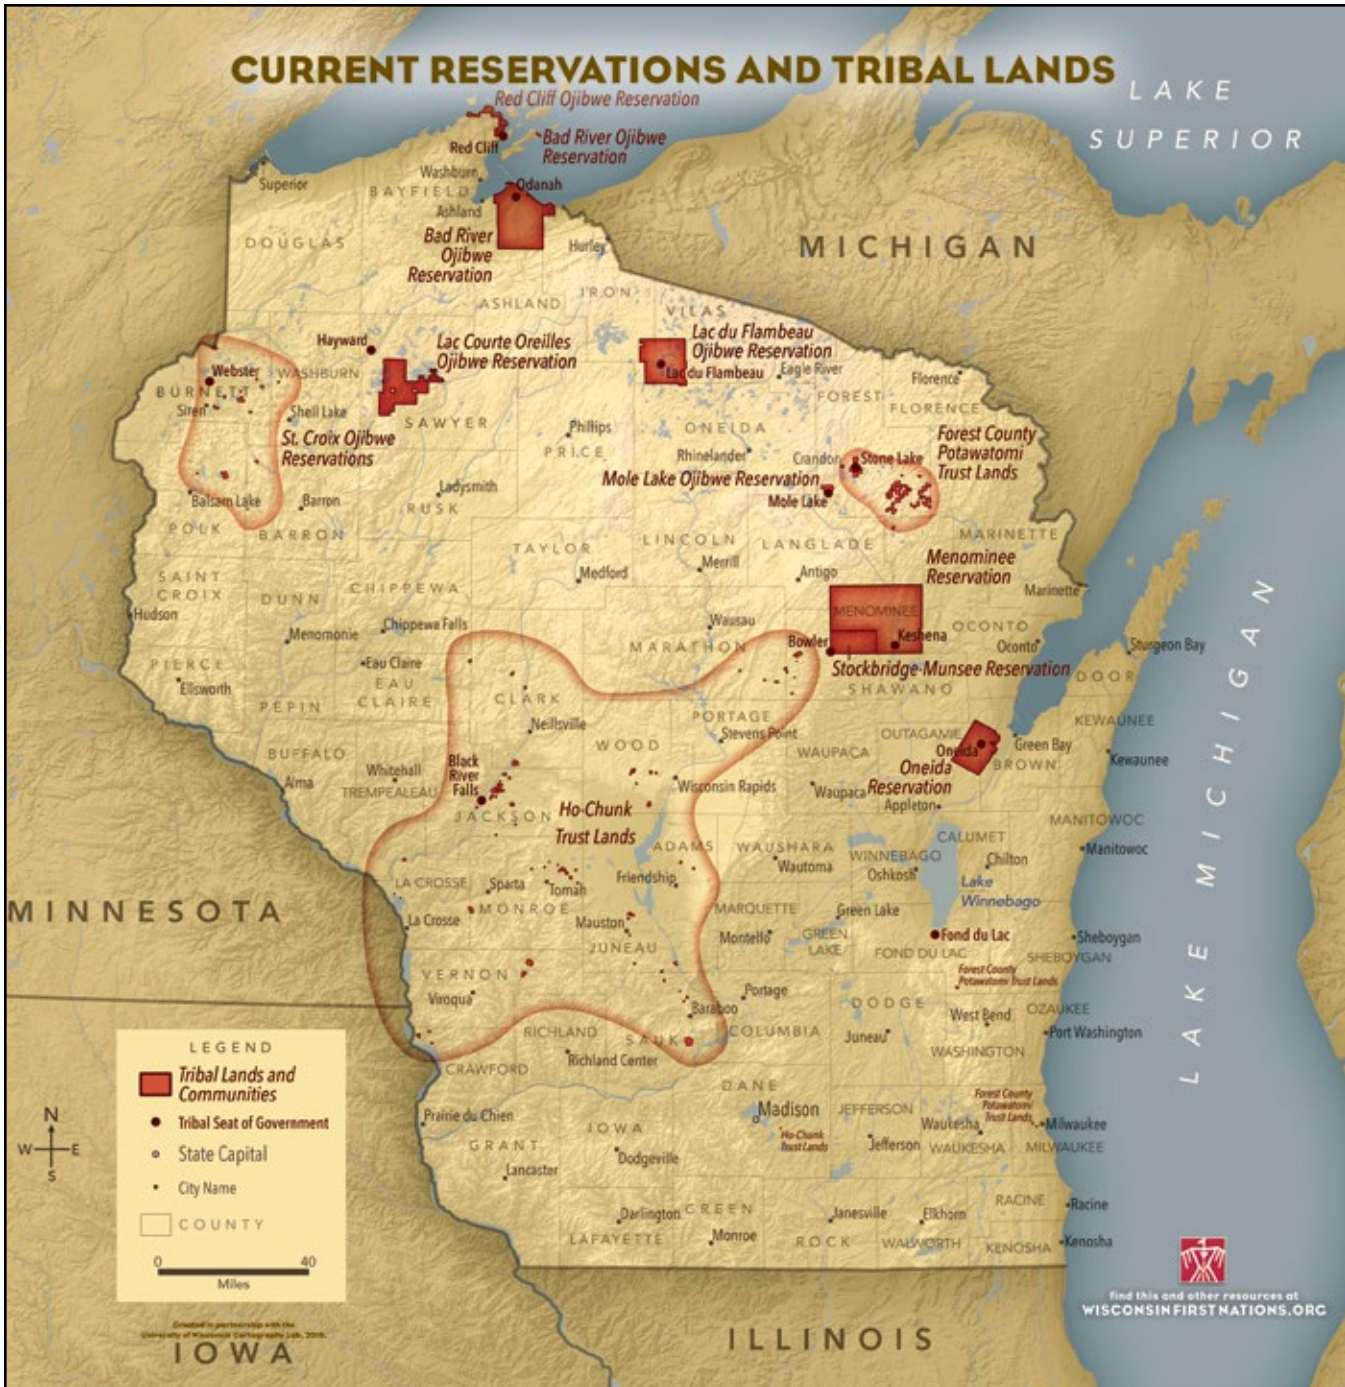 CURRENT RESERVATIONS AND TRIBAL LANDS
LAKE
SUPERIOR
Red Cliff Ojibwe Reservation
Red Cliff
Bad River Ojibwe
Reservation
Washburn
Superior
Odanah
BAYFIELD
Ashland
DOUGLAS
Bad River
Ojibwe
Reservation
Hurley
MICHIGAN
ASHLAND
IRON
VILAS
Hayward
Lac Courte Oreilles
Ojibwe Reservation
Lac du Flambeau
Ojibwe Reservation
Lac du Flambeau
Eagle River
Webster
WASHBURN
BURNETT
Siren
Shell Lake
SAWYER
Florence
FOREST
FLORENCE
St. Croix Ojibwe
Reservations
Phillips
PRICE
ONEIDA
Rhinelander
Crandon
Stone Lake
Forest County
Potawatomi
Trust Lands
Mole Lake Ojibwe Reservation
Mole Lake
Balsam Lake
Barron
Ladysmith
RUSK
POLK
BARRON
TAYLOR
LINCOLN
LANGLADE
MARINETTE
Medford
Merrill
Antigo
Menominee
Reservation
Marinette
SAINT
CROIX
DUNN
CHIPPEWA
Hudson
Menomonie
Chippewa Falls
Wausau
MARATHON
MENOMINEE
Bowler
Keshena
OCONTO
Oconto
Sturgeon Bay
Stockbridge-Munsee Reservation
PIERCE
Ellsworth
Eau Claire
EAU
CLAIRE
PEPIN
CLARK
Neillsville
SHAWANO
DOOR
PORTAGE
Stevens Point
KEWAUNEE
Kewaunee
BUFFALO
Alma
Whitehall
TREMPEALEAU
Black
River
Falls
WOOD
Wisconsin Rapids
WAUPACA
Waupaca
OUTAGAMIE
Oneida
Green Bay
BROWN
Oneida
Reservation
Appleton
JACKSON
Ho-Chunk
Trust Lands
MANITOWOC
CALUMET
ADAMS
WAUSHARA
Wautoma
WINNEBAGO
Oshkosh
Chilton
Manitowoc
LA CROSSE
Sparta
Tomah
Friendship
Lake
Winnebago
MINNESOTA
La Crosse
MONROE
Mauston
JUNEAU
MARQUETTE
Montello
Green Lake
GREEN
LAKE
Fond du Lac
FOND DU LAC
Sheboygan
SHEBOYGAN
VERNON
Viroqua
Forest County
Potawatomi Trust Lands
Portage
Baraboo
DODGE
Juneau
West Bend
OZAUKEE
Port Washington
RICHLAND
SAUK
COLUMBIA
WASHINGTON
Richland Center
CRAWFORD
DANE
Madison
JEFFERSON
Forest County
Potawatomi
Trust Lands
Waukesha
Milwaukee
Prairie du Chien
GRANT
IOWA
Dodgeville
Ho-Chunk
Trust Lands
Jefferson
WAUKESHA
MILWAUKEE
Lancaster
Darlington
GREEN
Janesville
Elkhorn
RACINE
Racine
LAFAYETTE
Monroe
ROCK
WALWORTH
KENOSHA
Kenosha
LAKE MICHIGAN
LEGEND
Tribal Lands and
Communities
Tribal Seat of Government
State Capital
City Name
COUNTY
0 40
Miles
N
W E
S
Created in partnership with the
University of Wisconsin Cartography Lab, 2018.
IOWA
ILLINOIS
find this and other resources at
WISCONSINFIRSTNATIONS.ORG